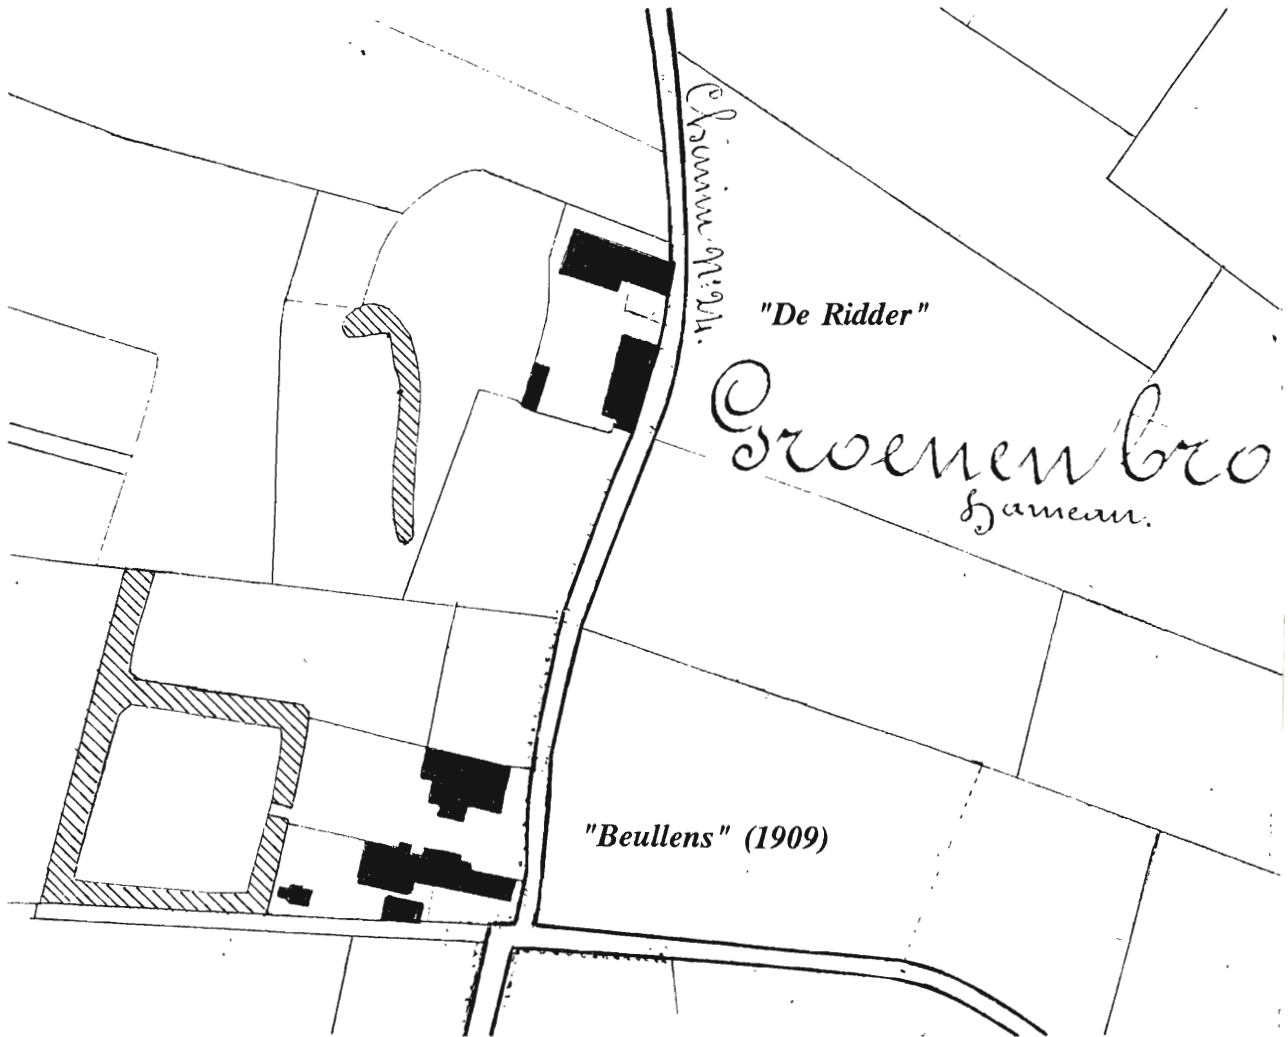 Chemin N° 24.
"De Ridder"
Groenenbro
hameau.
"Beullens" (1909)